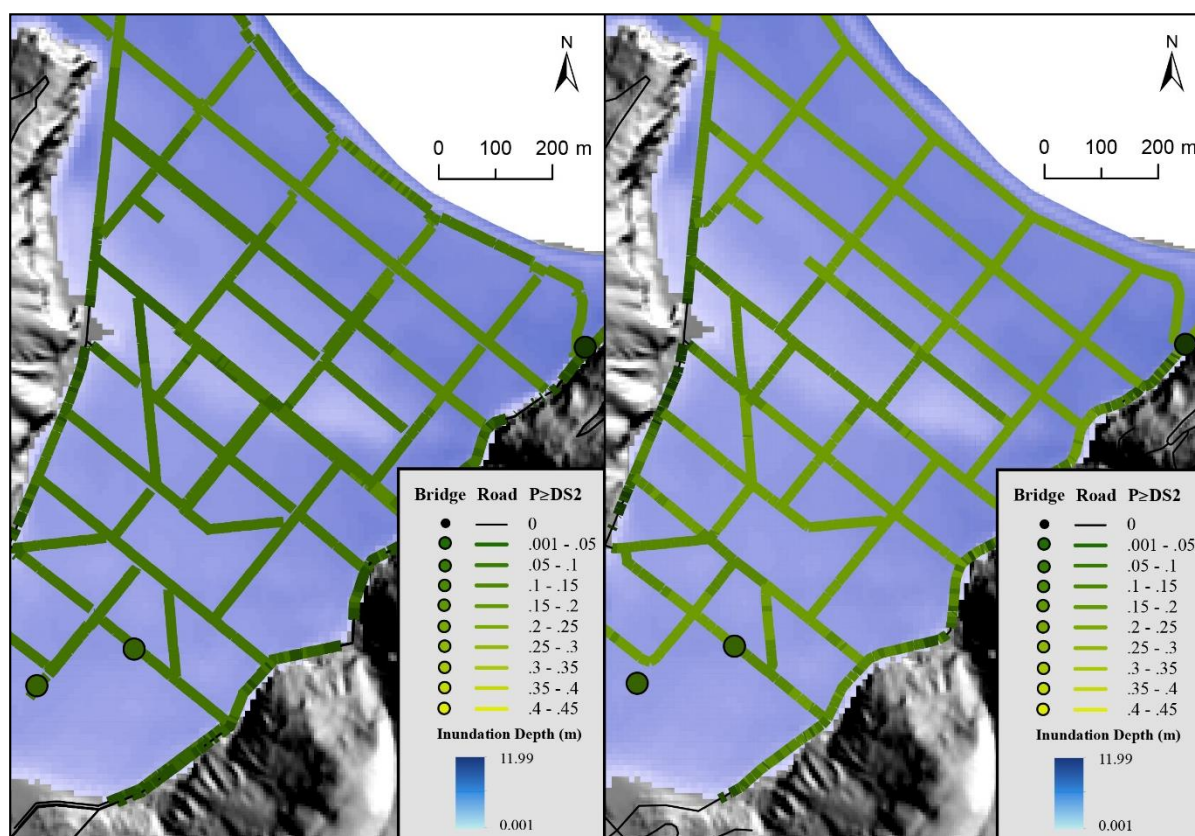 N
0 100 200 m
Bridge Road P≥DS2
0
.001 - .05
.05 - .1
.1 - .15
.15 - .2
.2 - .25
.25 - .3
.3 - .35
.35 - .4
.4 - .45
Inundation Depth (m)
11.99
0.001
N
0 100 200 m
Bridge Road P≥DS2
0
.001 - .05
.05 - .1
.1 - .15
.15 - .2
.2 - .25
.25 - .3
.3 - .35
.35 - .4
.4 - .45
Inundation Depth (m)
11.99
0.001